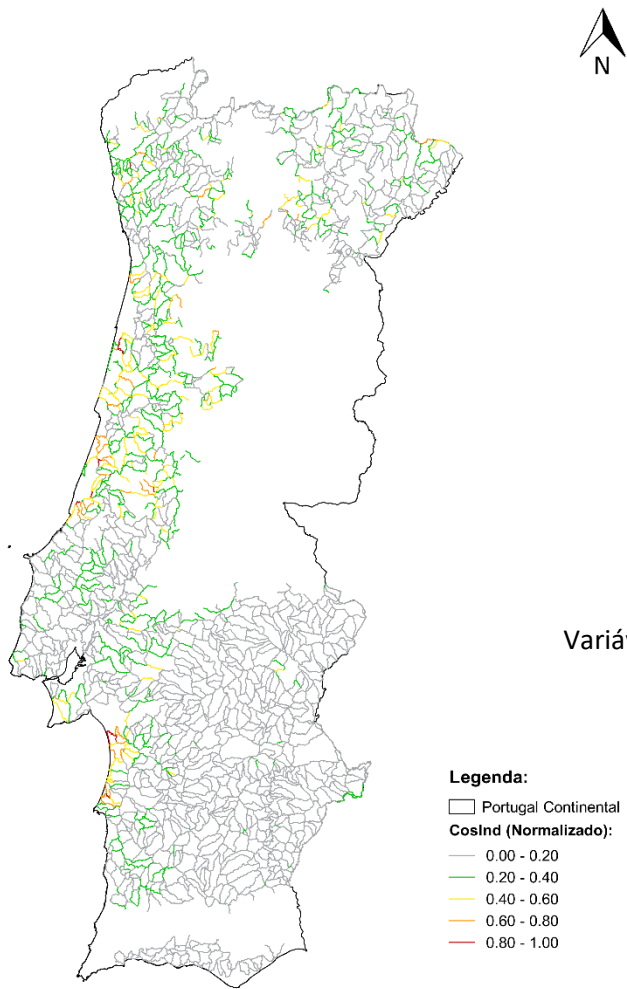 N
Legenda:
Portugal Continental
CosInd (Normalizado):
0.00 - 0.20
0.20 - 0.40
0.40 - 0.60
0.60 - 0.80
0.80 - 1.00